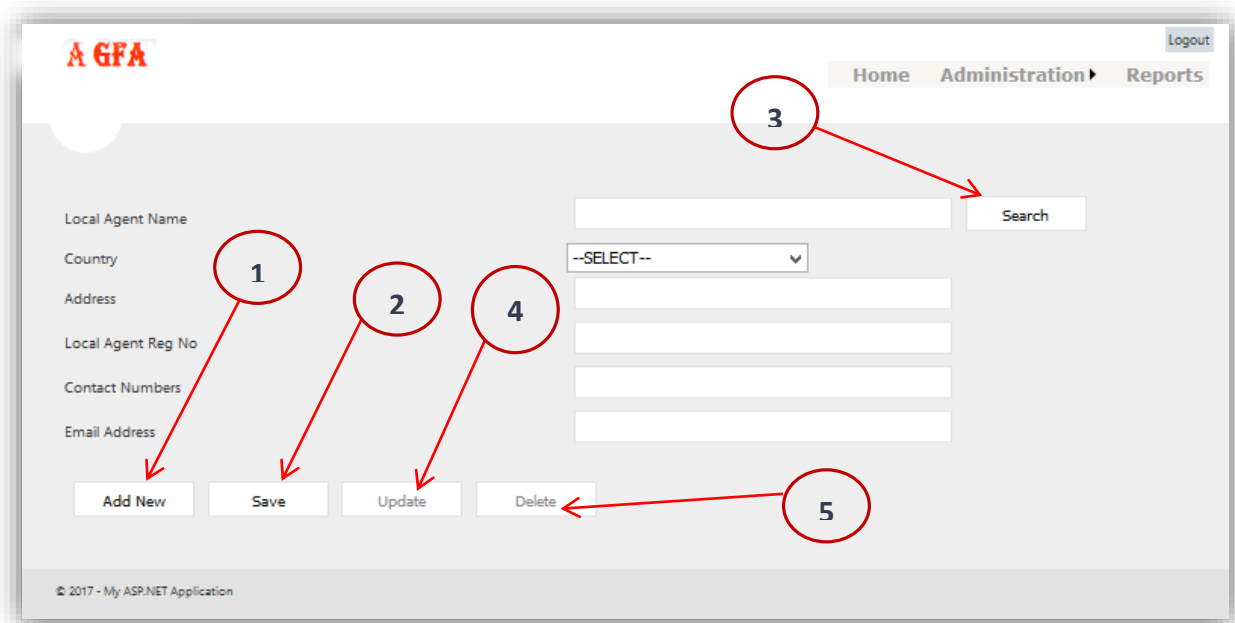 Logout
A GFA
Home Administration Reports
3
Local Agent Name Search
Country --SELECT--
1
Address
2
4
Local Agent Reg No
Contact Numbers
Email Address
Add New Save Update Delete
5
© 2017 - My ASP.NET Application